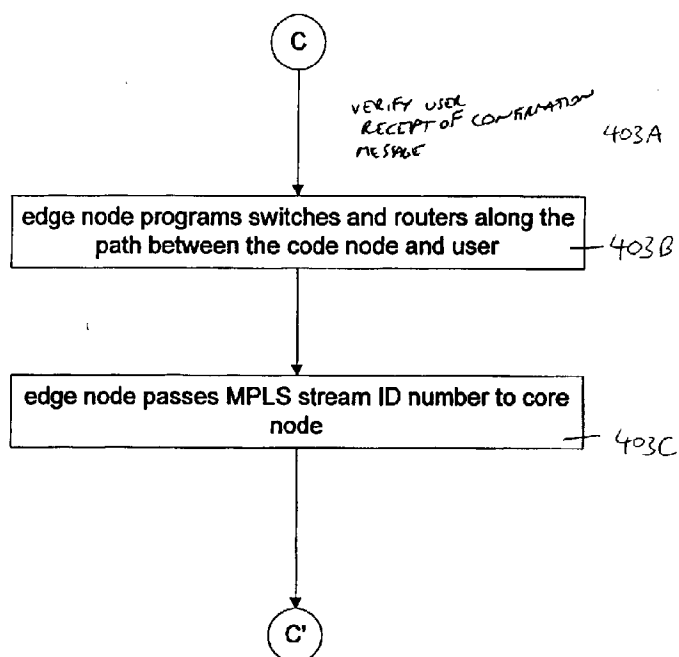 C
VERIFY USER
RECEIPT OF CONFIRMATION
MESSAGE
403A
edge node programs switches and routers along the
path between the code node and user
403B
edge node passes MPLS stream ID number to core
node
403C
C'